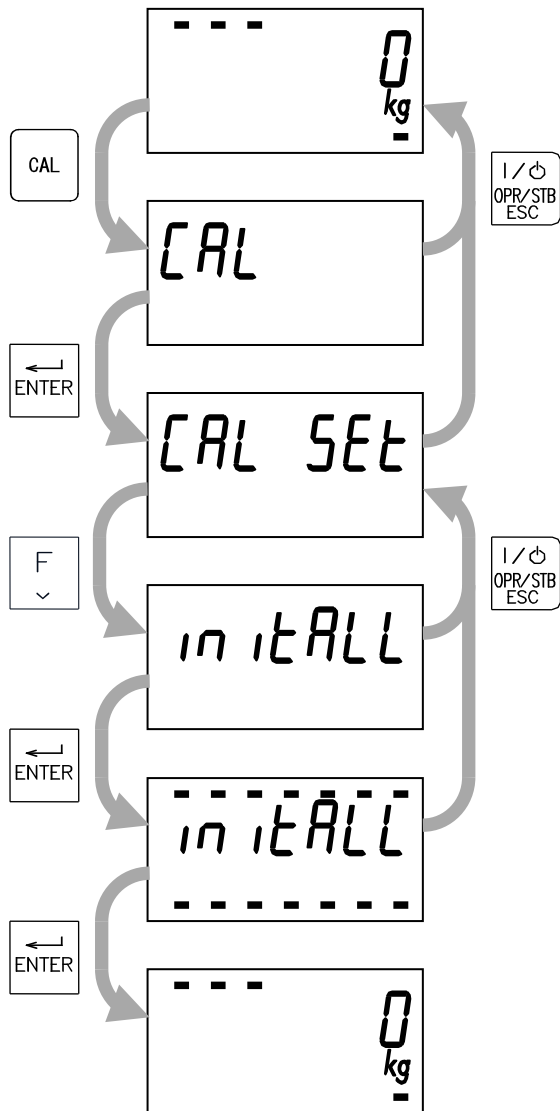 0
kg
CAL
I/⏻
OPR/STB
ESC
CAL
ENTER
CAL SEt
F
I/⏻
OPR/STB
ESC
initALL
ENTER
initALL
ENTER
0
kg